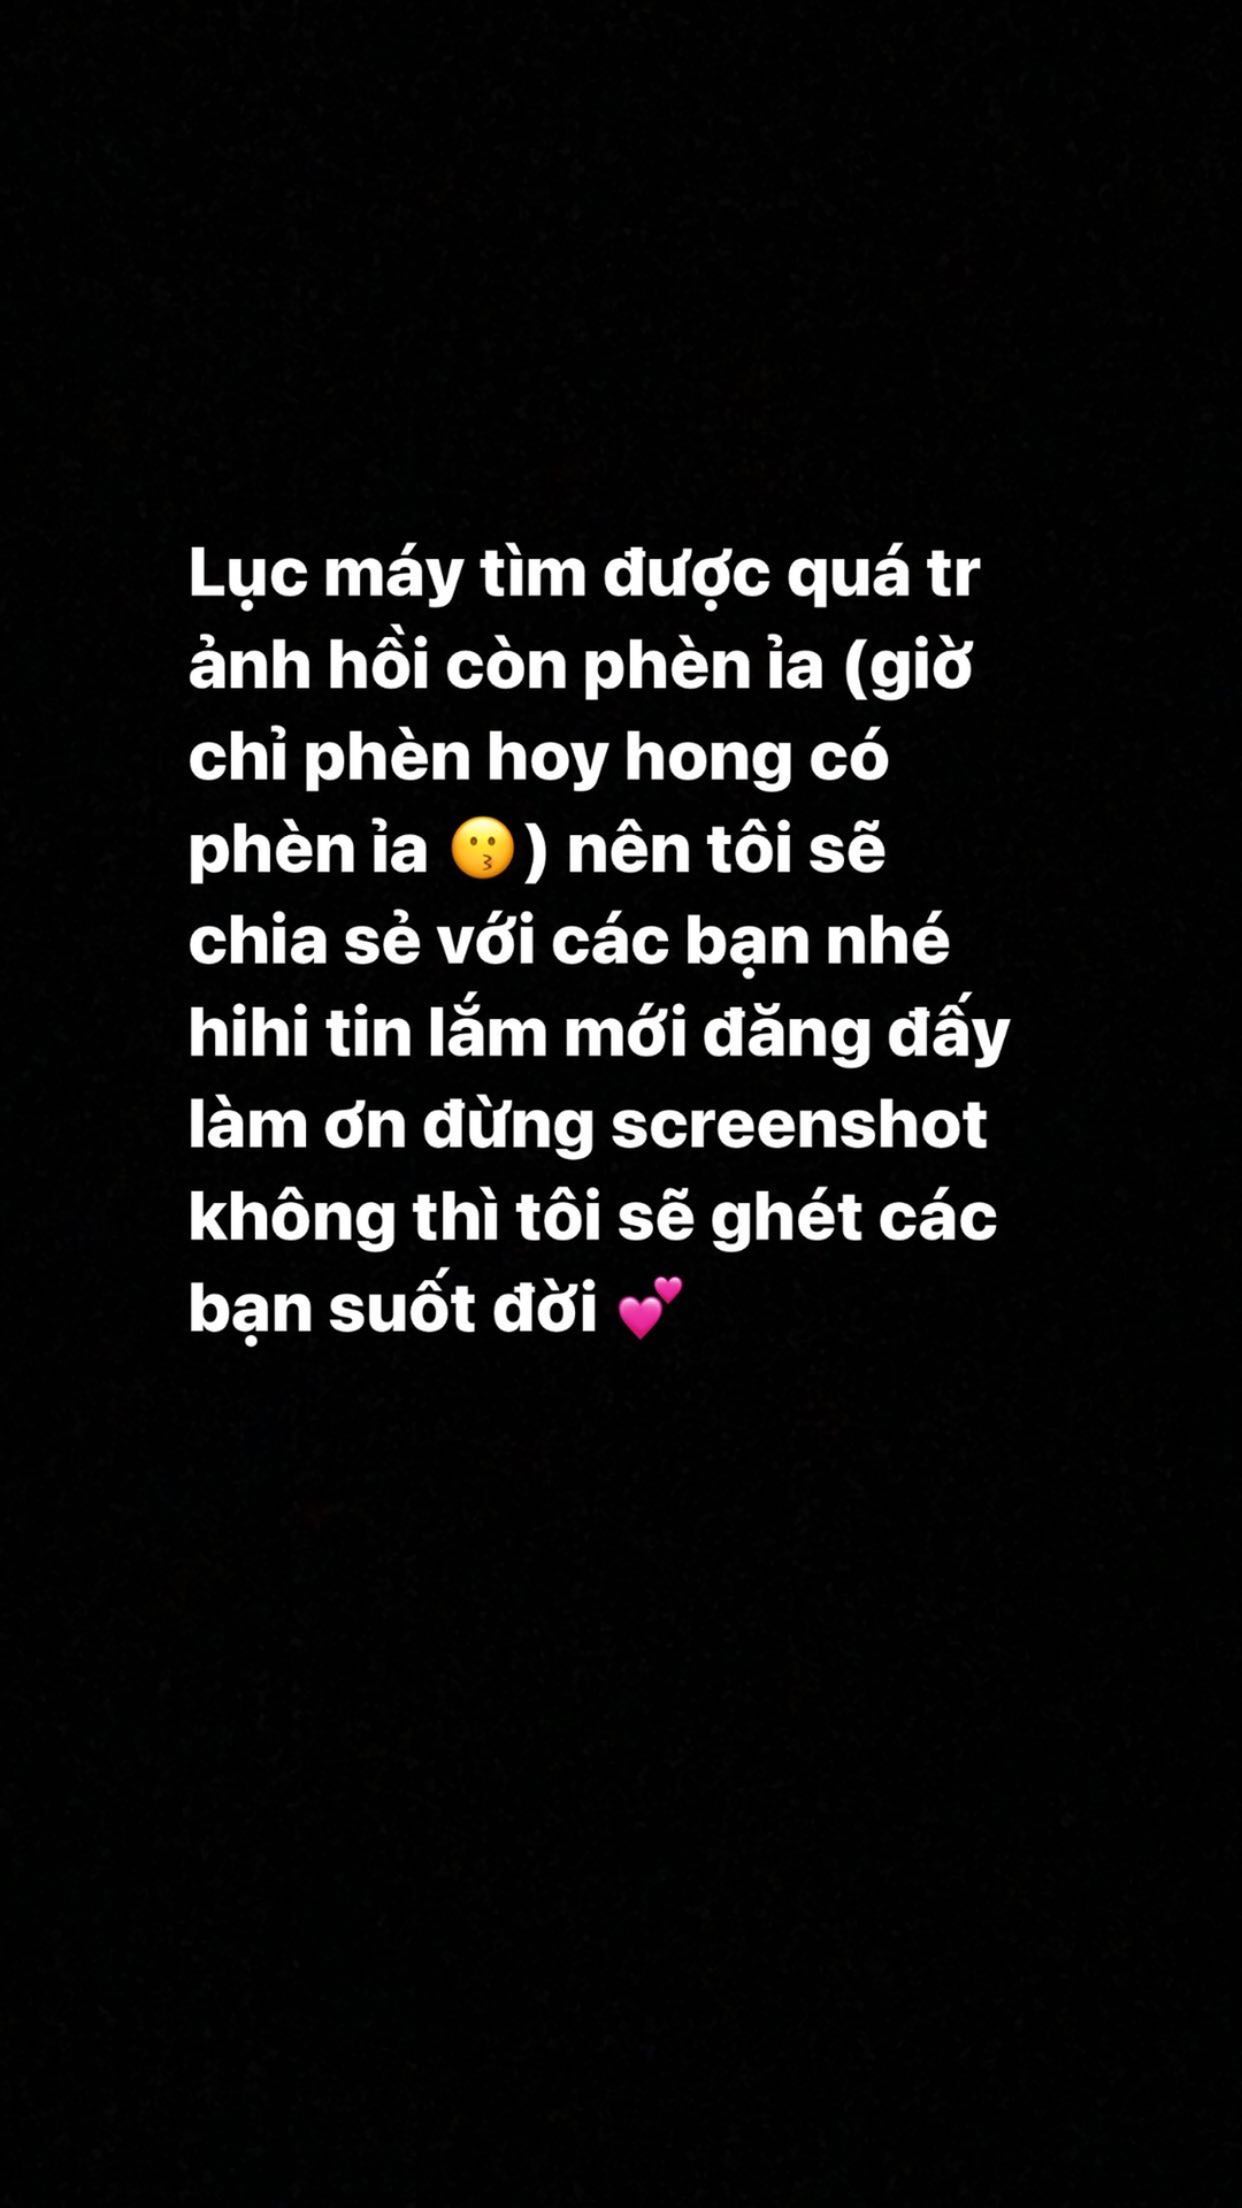 Lục máy tìm được quá tr
ảnh hồi còn phèn ỉa (giờ
chỉ phèn hoy hong có
phèn ỉa 😗) nên tôi sẽ
chia sẻ với các bạn nhé
hihi tin lắm mới đăng đấy
làm ơn đừng screenshot
không thì tôi sẽ ghét các
bạn suốt đời 💕